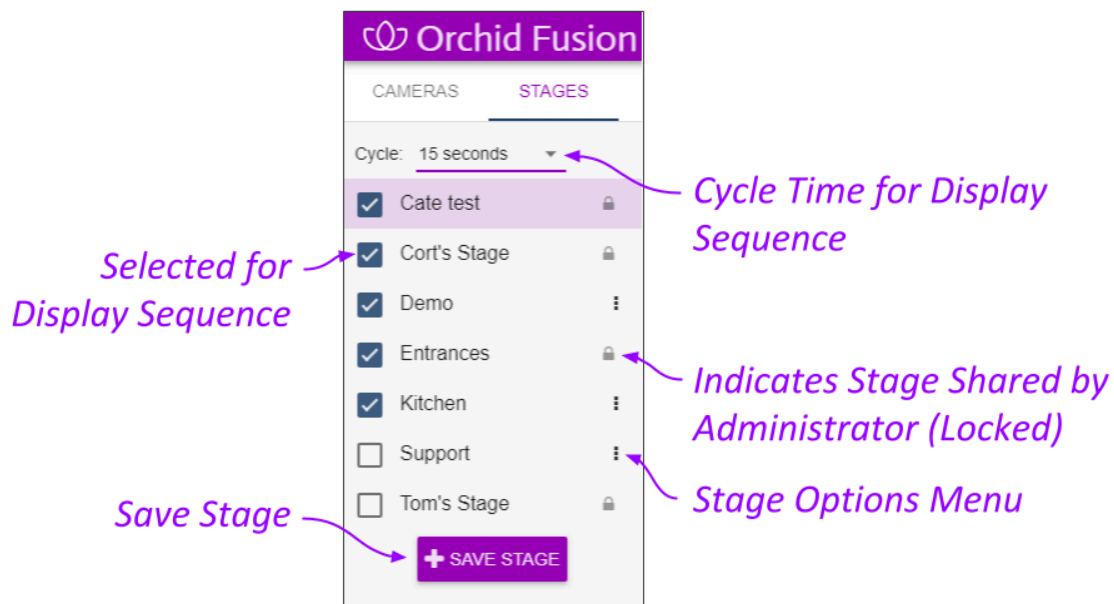 Orchid Fusion
CAMERAS STAGES
Cycle: 15 seconds
Cycle Time for Display
Sequence
Cate test
Cort's Stage
Selected for
Display Sequence
Demo
Entrances
Indicates Stage Shared by
Administrator (Locked)
Kitchen
Support
Stage Options Menu
Tom's Stage
Save Stage
SAVE STAGE